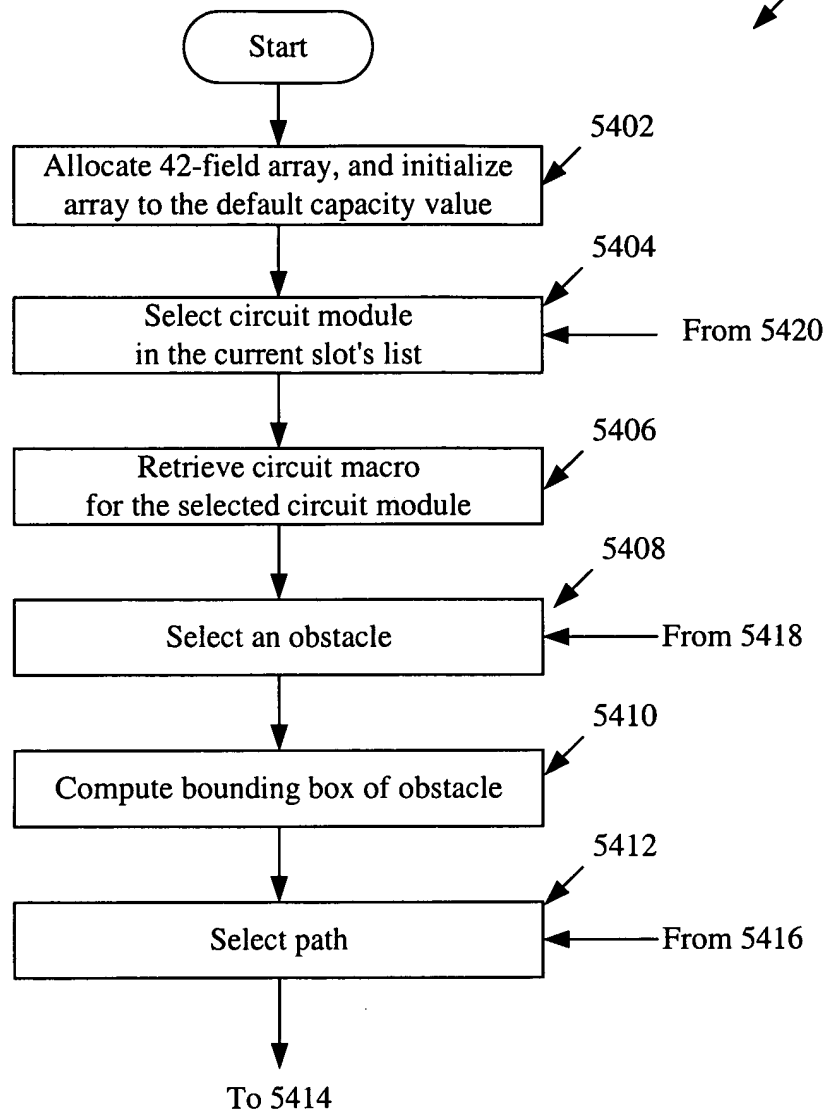 Start
5402
Allocate 42-field array, and initialize
array to the default capacity value
5404
Select circuit module
in the current slot's list
From 5420
5406
Retrieve circuit macro
for the selected circuit module
5408
Select an obstacle
From 5418
5410
Compute bounding box of obstacle
5412
Select path
From 5416
To 5414